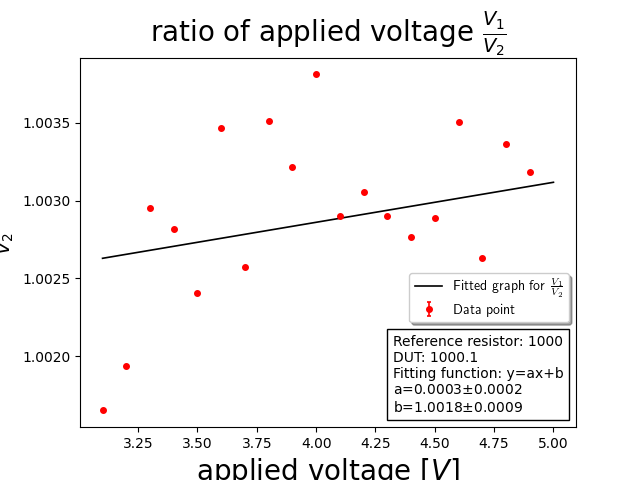 ratio of applied voltage V₁/V₂
1.0035
1.0030
1.0025
1.0020
Fitted graph for V₁/V₂
Data point
Reference resistor: 1000
DUT: 1000.1
Fitting function: y=ax+b
a=0.0003±0.0002
b=1.0018±0.0009
3.25 3.50 3.75 4.00 4.25 4.50 4.75 5.00
applied voltage [V]